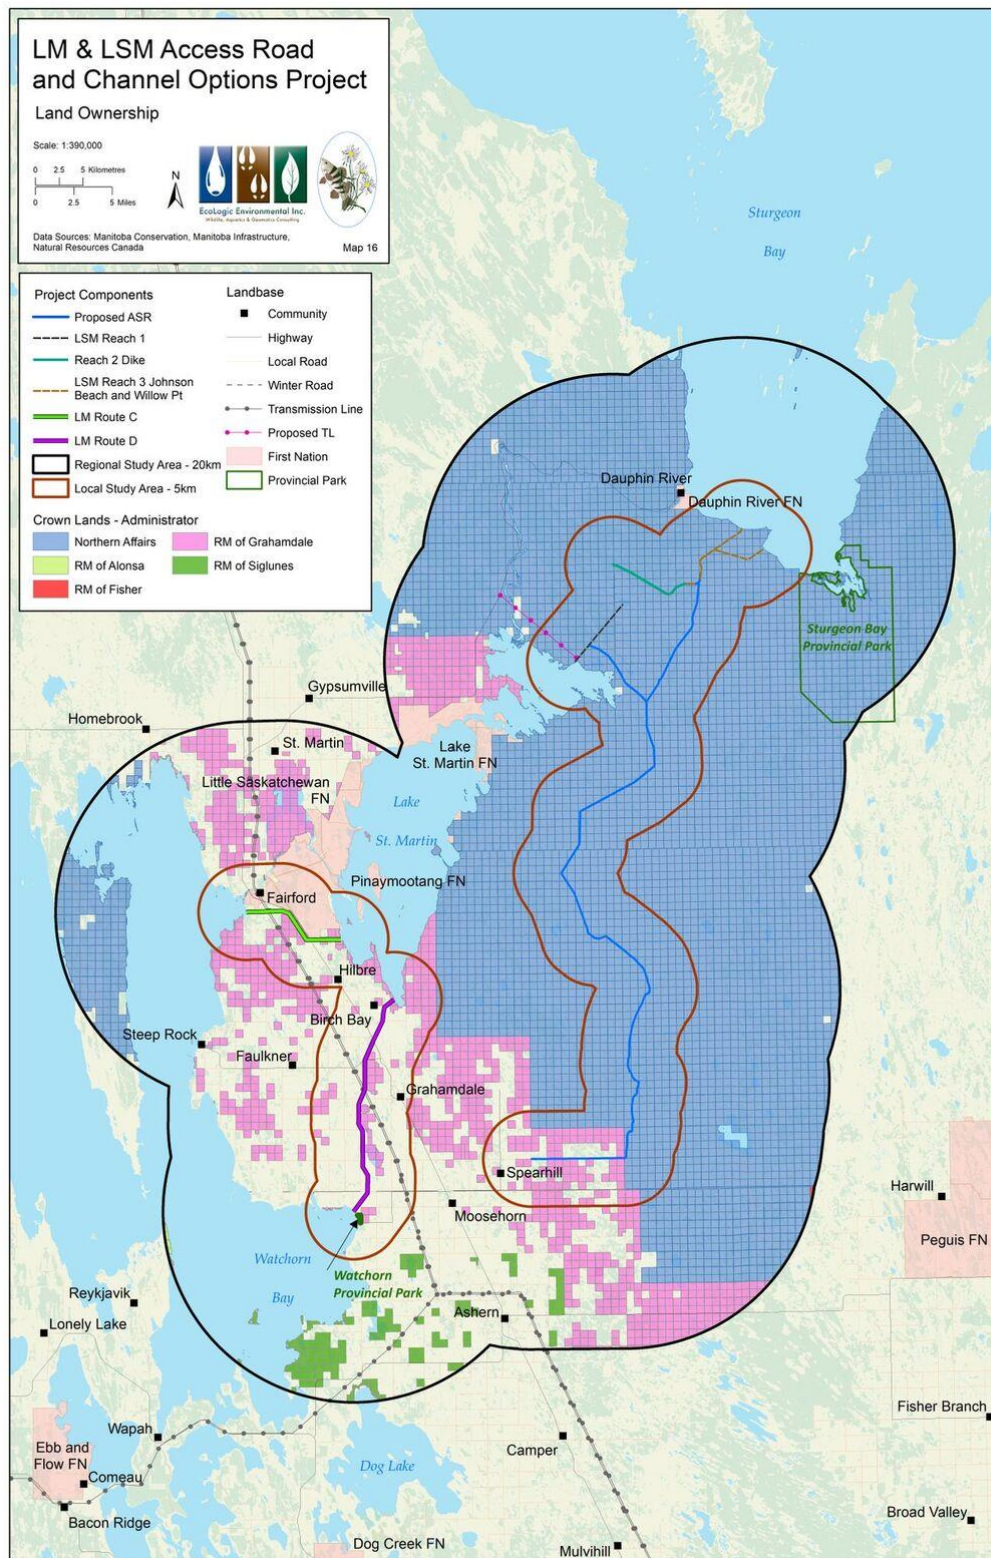 LM & LSM Access Road
and Channel Options Project
Land Ownership
Scale: 1:390,000
0 2.5 5 Kilometres
0 2.5 5 Miles
N
EcoLogic Environmental Inc.
Wildlife, Aquatics & Geomatics Consulting
Data Sources: Manitoba Conservation, Manitoba Infrastructure,
Natural Resources Canada
Map 16
Project Components
Proposed ASR
LSM Reach 1
Reach 2 Dike
LSM Reach 3 Johnson
Beach and Willow Pt
LM Route C
LM Route D
Regional Study Area - 20km
Local Study Area - 5km
Landbase
Community
Highway
Local Road
Winter Road
Transmission Line
Proposed TL
First Nation
Provincial Park
Crown Lands - Administrator
Northern Affairs
RM of Grahamdale
RM of Alonsa
RM of Siglunes
RM of Fisher
Sturgeon
Bay
Dauphin River
Dauphin River FN
Sturgeon Bay
Provincial Park
Gypsumville
Homebrook
St. Martin
Lake
St. Martin FN
Little Saskatchewan
FN
Lake
St. Martin
Pinaymootang FN
Fairford
Hilbre
Birch Bay
Steep Rock
Faulkner
Grahamdale
Spearhill
Harwill
Moosehorn
Peguis FN
Watchorn
Bay
Watchorn
Provincial Park
Reykjavik
Ashern
Lonely Lake
Fisher Branch
Wapah
Camper
Ebb and
Flow FN
Dog Lake
Comeau
Bacon Ridge
Broad Valley
Dog Creek FN
Mulvihill